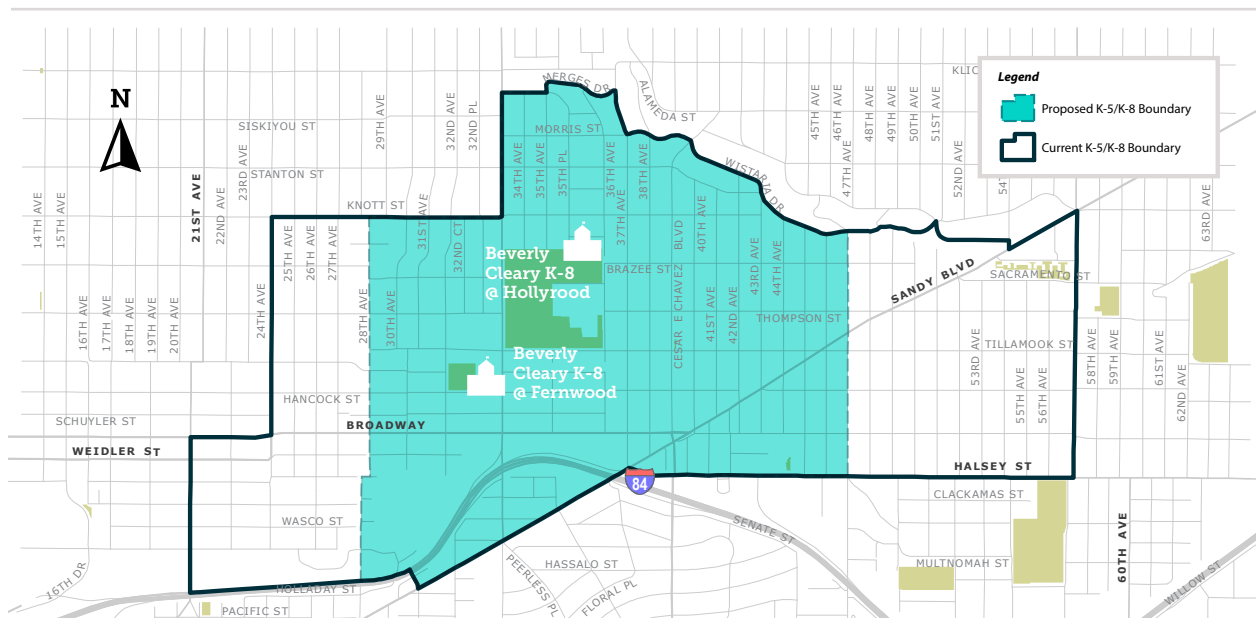 Legend
Proposed K-5/K-8 Boundary
Current K-5/K-8 Boundary
N
MERGES DR
ALAMEDA ST
KLIC
SISKIYOU ST
STANTON ST
KNOTT ST
MORRIS ST
WISTARIA DR
14TH AVE
15TH AVE
16TH AVE
17TH AVE
18TH AVE
19TH AVE
20TH AVE
21ST AVE
22ND AVE
23RD AVE
24TH AVE
25TH AVE
26TH AVE
27TH AVE
28TH AVE
29TH AVE
30TH AVE
31ST AVE
32ND AVE
32ND PL
32ND CT
34TH AVE
35TH AVE
35TH PL
36TH AVE
37TH AVE
38TH AVE
CESAR E CHAVEZ BLVD
40TH AVE
41ST AVE
42ND AVE
43RD AVE
44TH AVE
45TH AVE
46TH AVE
47TH AVE
48TH AVE
49TH AVE
50TH AVE
51ST AVE
52ND AVE
54T
53RD AVE
55TH AVE
56TH AVE
58TH AVE
59TH AVE
61ST AVE
62ND AVE
63RD AVE
Beverly
Cleary K-8
@ Hollyrood
BRAZEE ST
SANDY BLVD
SACRAMENTO ST
THOMPSON ST
TILLAMOOK ST
Beverly
Cleary K-8
@ Fernwood
HANCOCK ST
SCHUYLER ST
BROADWAY
WEIDLER ST
HALSEY ST
84
CLACKAMAS ST
WASCO ST
SENATE ST
60TH AVE
HASSALO ST
MULTNOMAH ST
16TH DR
HOLLADAY ST
PEERLESS PL
FLORAL PL
WILLOW ST
PACIFIC ST